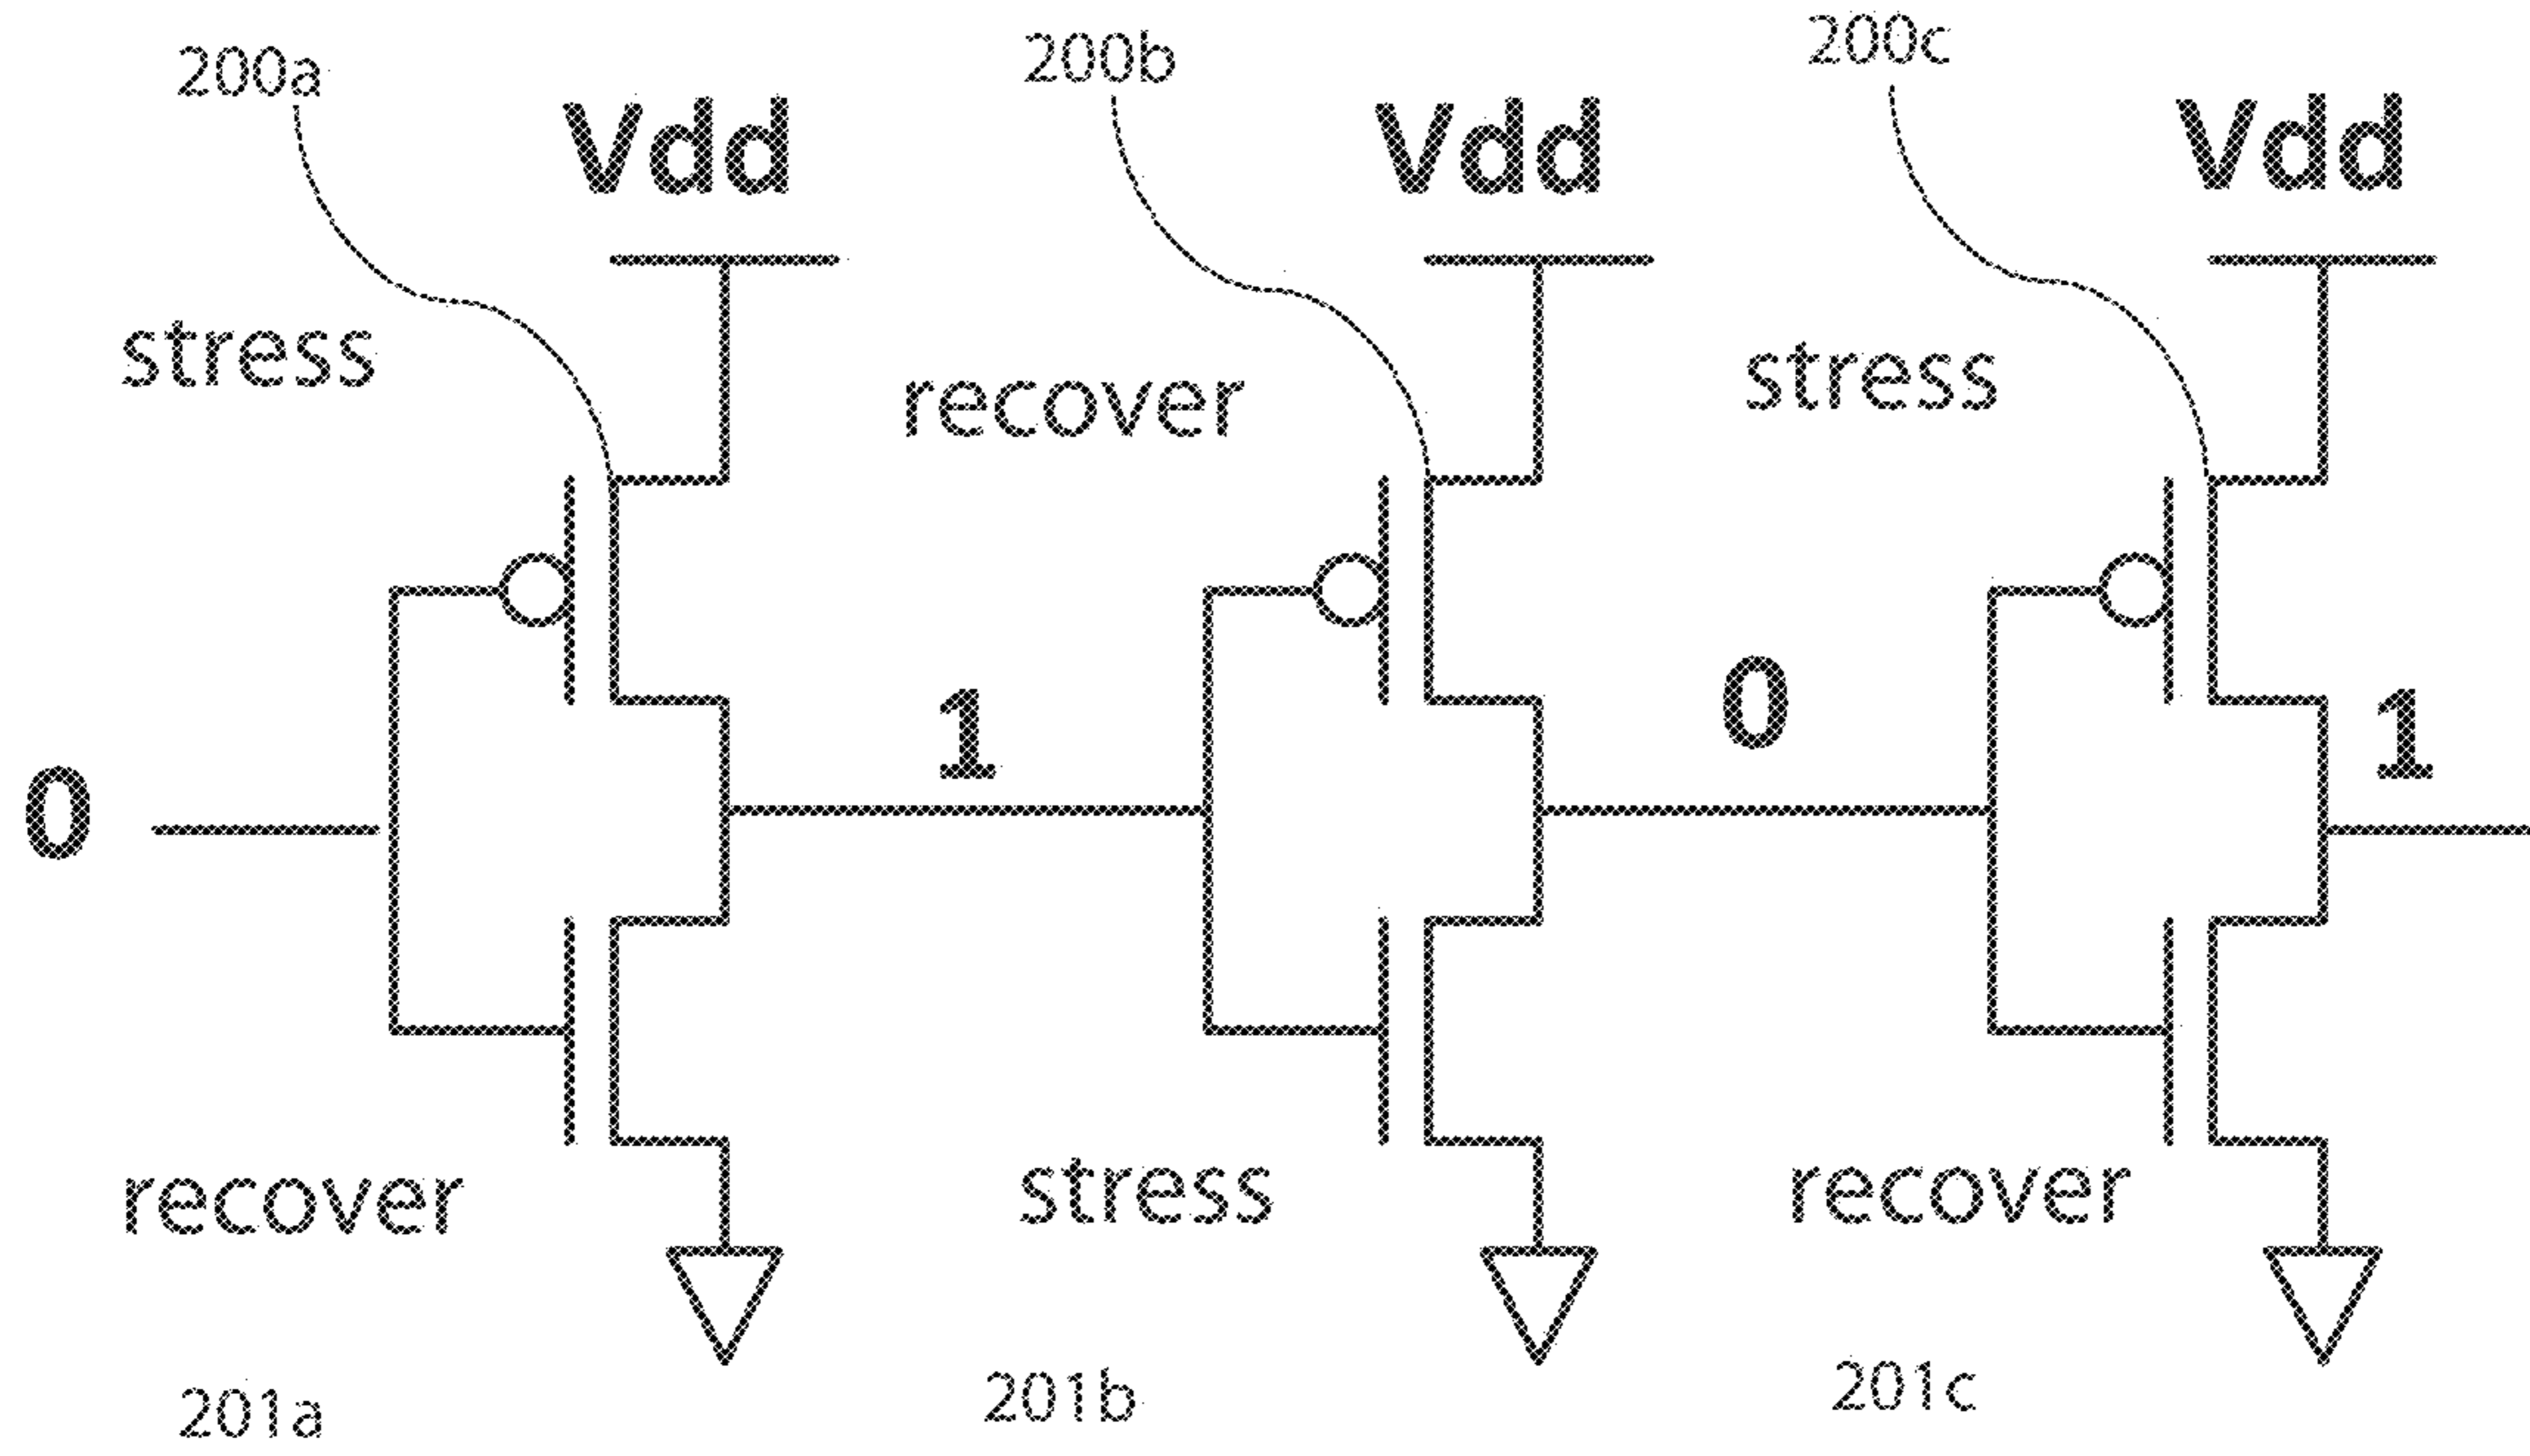 200a
200b
200c
Vdd
Vdd
Vdd
stress
recover
stress
0
1
0
1
recover
stress
recover
201a
201b
201c